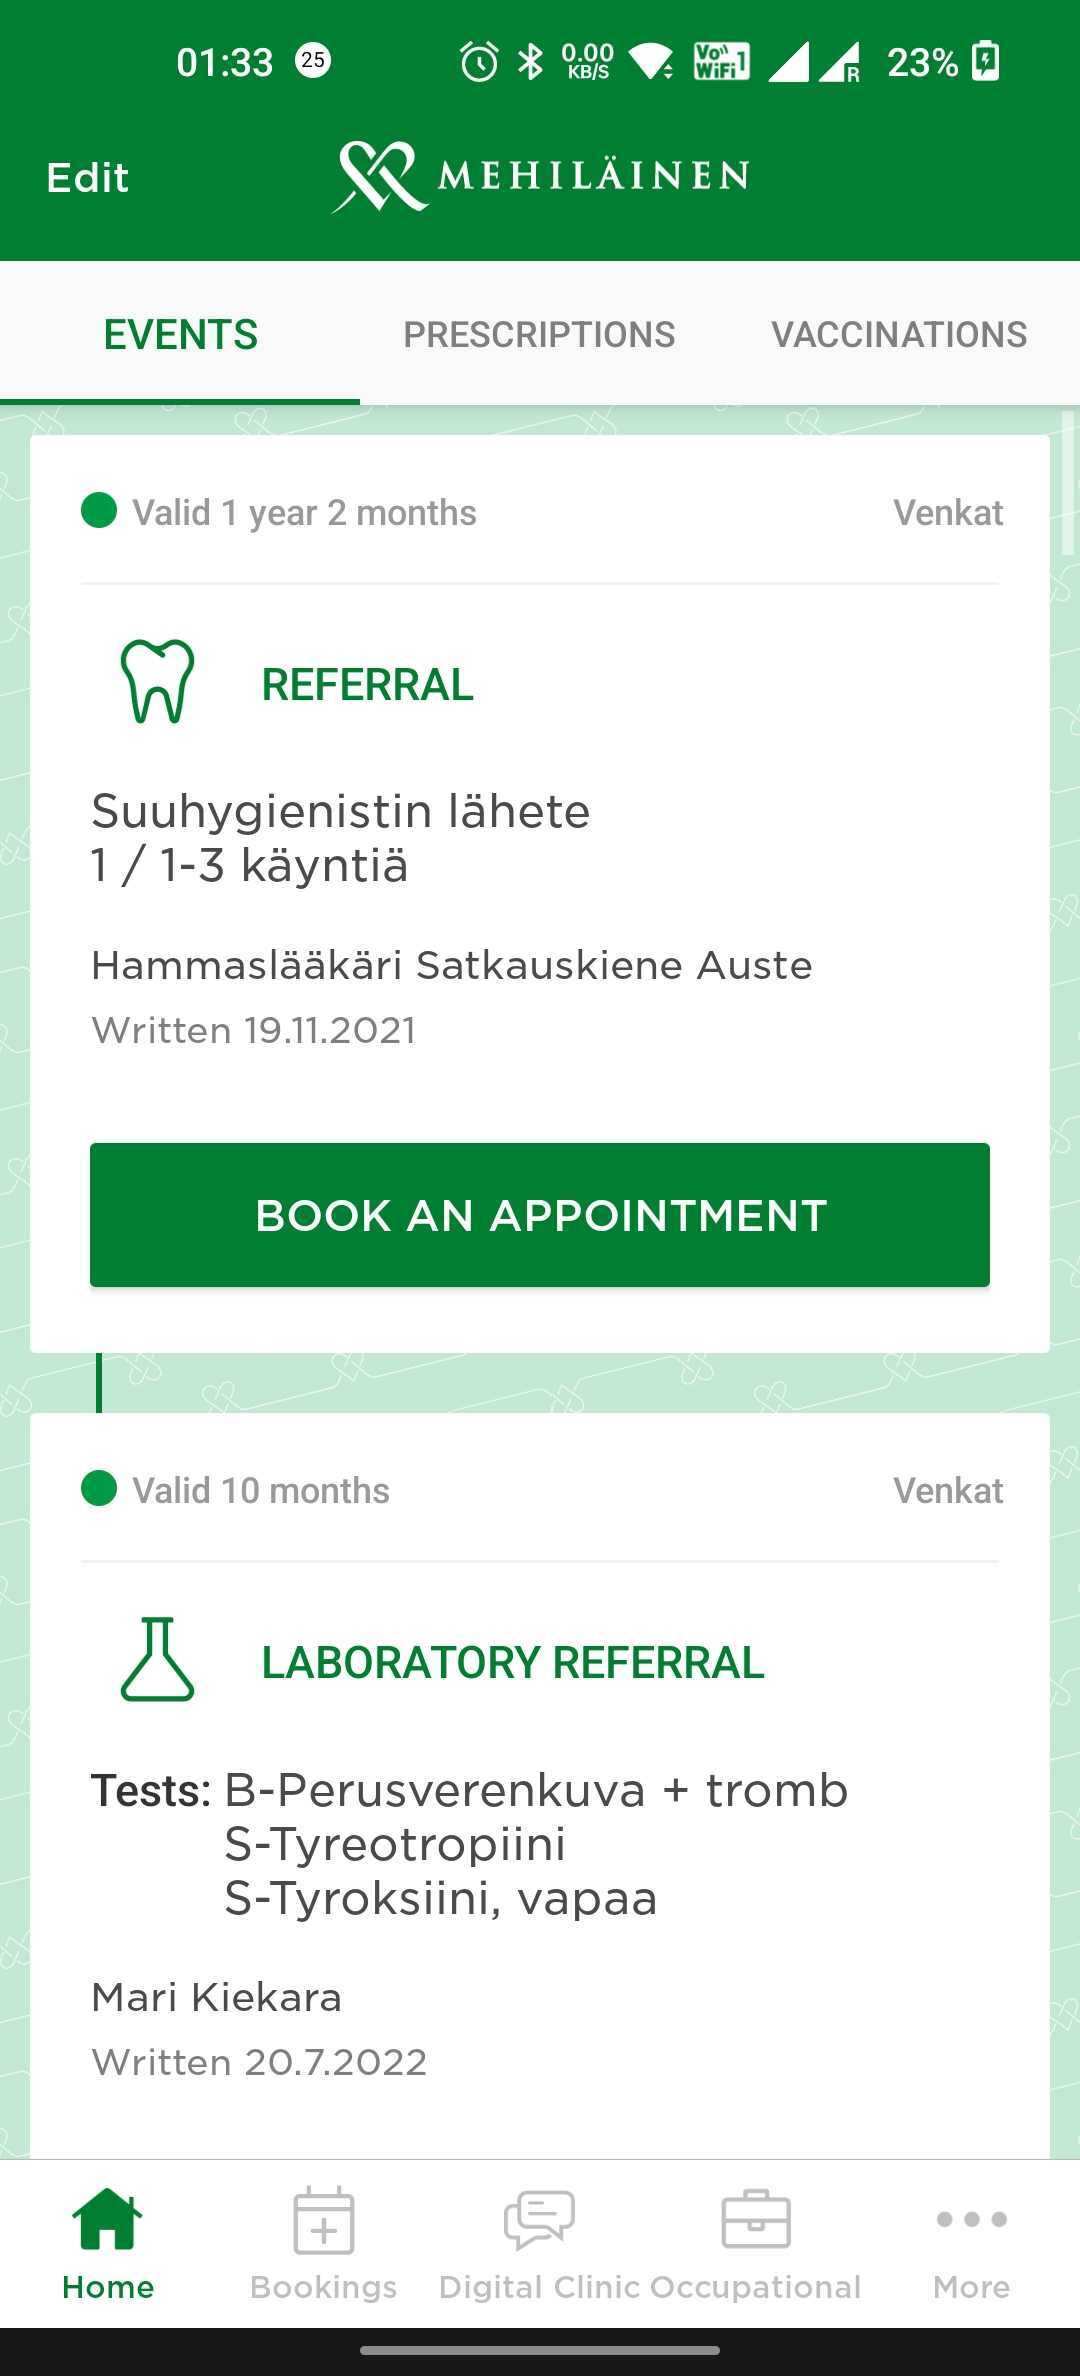 01:33 25 0.00 KB/S Vo WiFi 1 R 23%
Edit MEHILÄINEN
EVENTS PRESCRIPTIONS VACCINATIONS
Valid 1 year 2 months Venkat
REFERRAL
Suuhygienistin lähete
1 / 1-3 käyntiä
Hammaslääkäri Satkauskiene Auste
Written 19.11.2021
BOOK AN APPOINTMENT
Valid 10 months Venkat
LABORATORY REFERRAL
Tests: B-Perusverenkuva + tromb
S-Tyreotropiini
S-Tyroksiini, vapaa
Mari Kiekara
Written 20.7.2022
Home Bookings Digital Clinic Occupational More